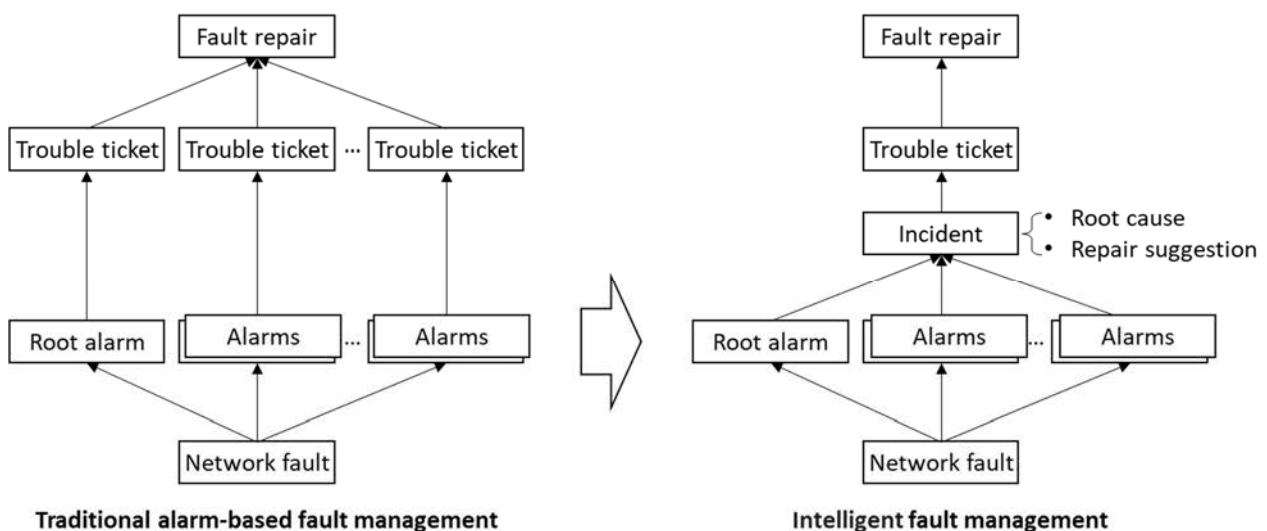 Fault repair
Fault repair
Trouble ticket Trouble ticket ... Trouble ticket
Trouble ticket
Incident
• Root cause
• Repair suggestion
Root alarm Alarms ... Alarms
Root alarm Alarms ... Alarms
Network fault
Network fault
Traditional alarm-based fault management
Intelligent fault management